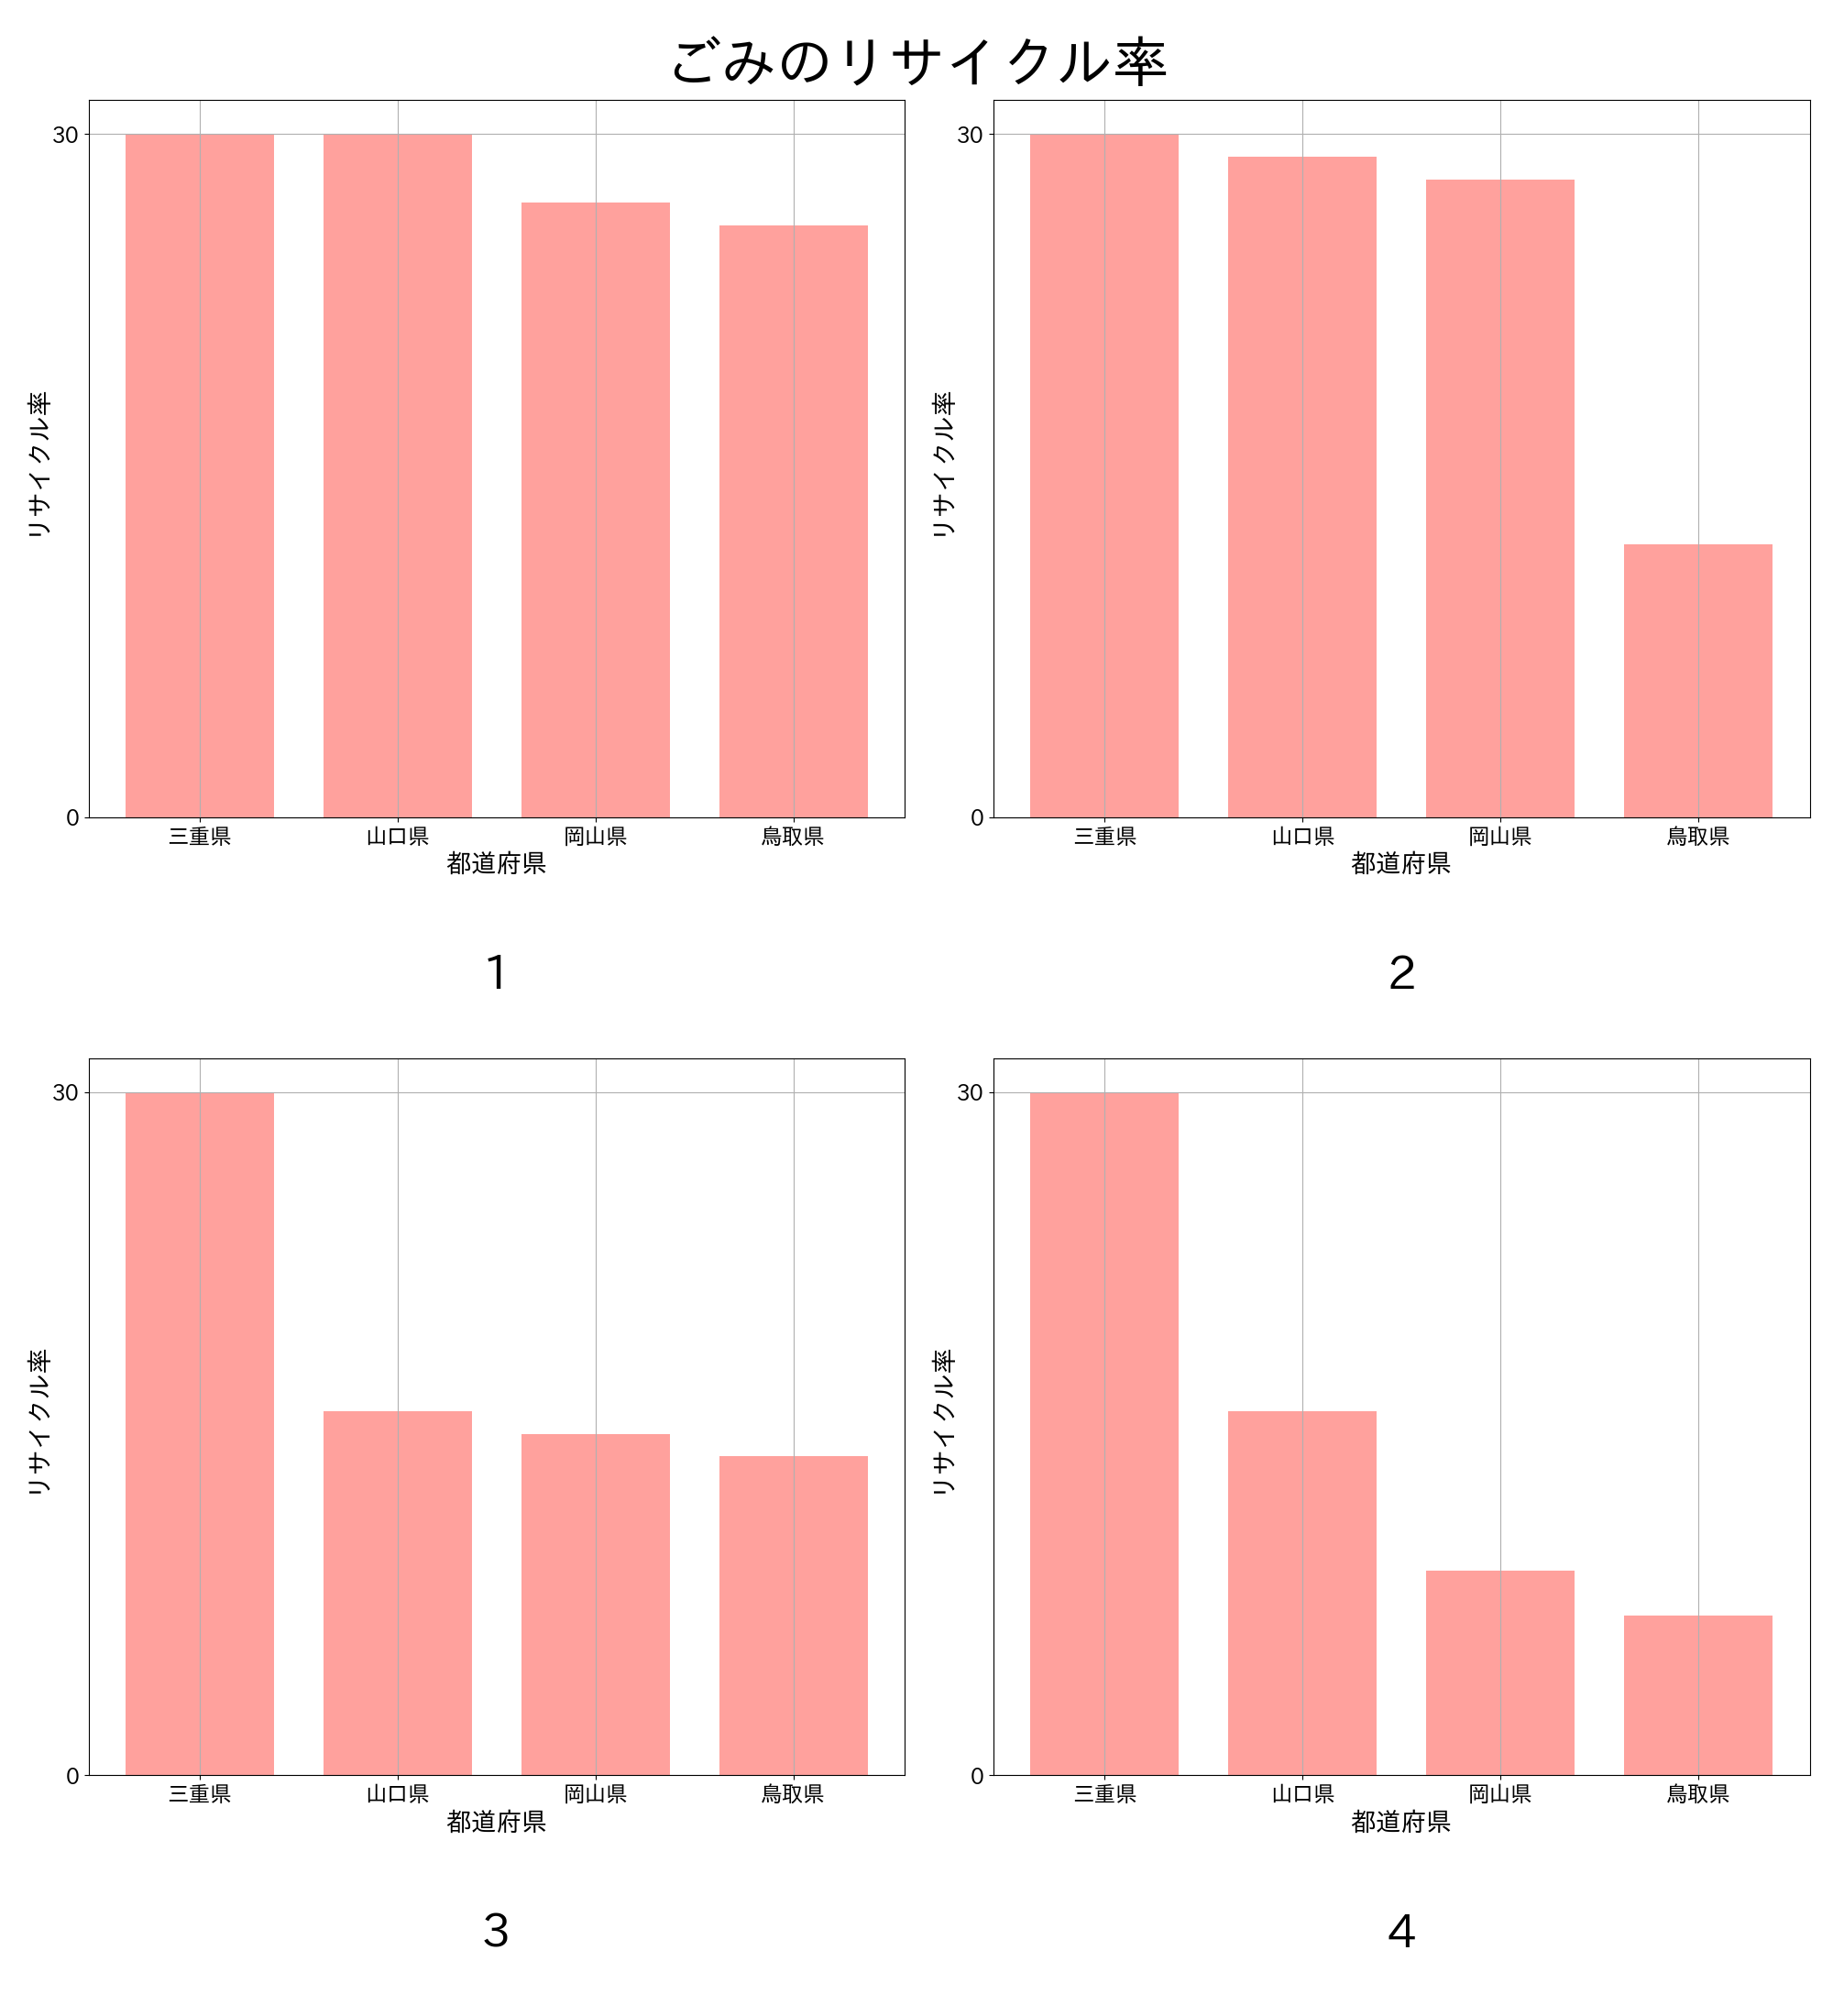 ごみのリサイクル率
30
0
リサイクル率
三重県 山口県 岡山県 鳥取県
都道府県
1
30
0
リサイクル率
三重県 山口県 岡山県 鳥取県
都道府県
2
30
0
リサイクル率
三重県 山口県 岡山県 鳥取県
都道府県
3
30
0
リサイクル率
三重県 山口県 岡山県 鳥取県
都道府県
4